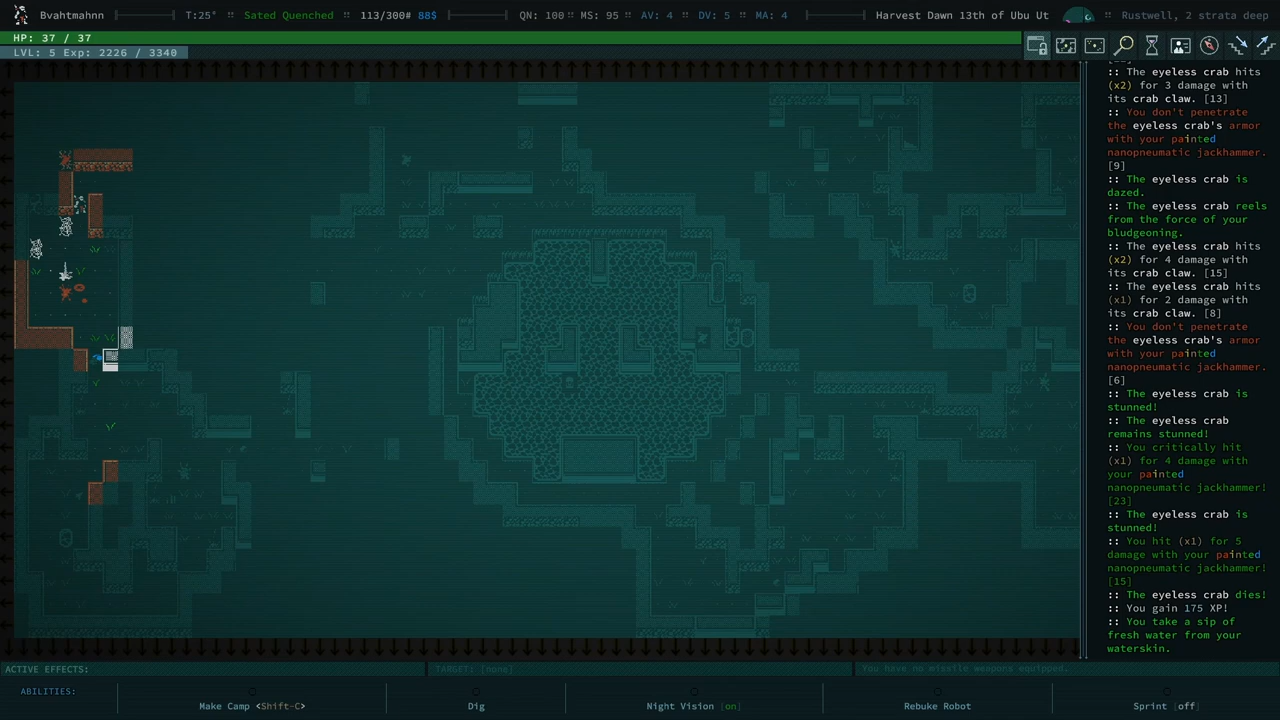 Bvahtmahnn T:25° :: Sated Quenched :: 113/300# 88$ QN: 100 :: MS: 95 :: AV: 4 :: DV: 5 :: MA: 4 Harvest Dawn 13th of Ubu Ut :: Rustwell, 2 strata deep
HP: 37 / 37
LVL: 5 Exp: 2226 / 3340
:: The eyeless crab hits
(x2) for 3 damage with
its crab claw. [13]
:: You don't penetrate
the eyeless crab's armor
with your painted
nanopneumatic jackhammer.
[9]
:: The eyeless crab is
dazed.
:: The eyeless crab reels
from the force of your
bludgeoning.
:: The eyeless crab hits
(x2) for 4 damage with
its crab claw. [15]
:: The eyeless crab hits
(x1) for 2 damage with
its crab claw. [8]
:: You don't penetrate
the eyeless crab's armor
with your painted
nanopneumatic jackhammer.
[6]
:: The eyeless crab is
stunned!
:: The eyeless crab
remains stunned!
:: You critically hit
(x1) for 4 damage with
your painted
nanopneumatic jackhammer!
[23]
:: The eyeless crab is
stunned!
:: You hit (x1) for 5
damage with your painted
nanopneumatic jackhammer!
[15]
:: The eyeless crab dies!
:: You gain 175 XP!
:: You take a sip of
fresh water from your
waterskin.
ACTIVE EFFECTS: TARGET: [none] You have no missile weapons equipped.
ABILITIES: Make Camp <Shift-C> Dig Night Vision [on] Rebuke Robot Sprint [off]